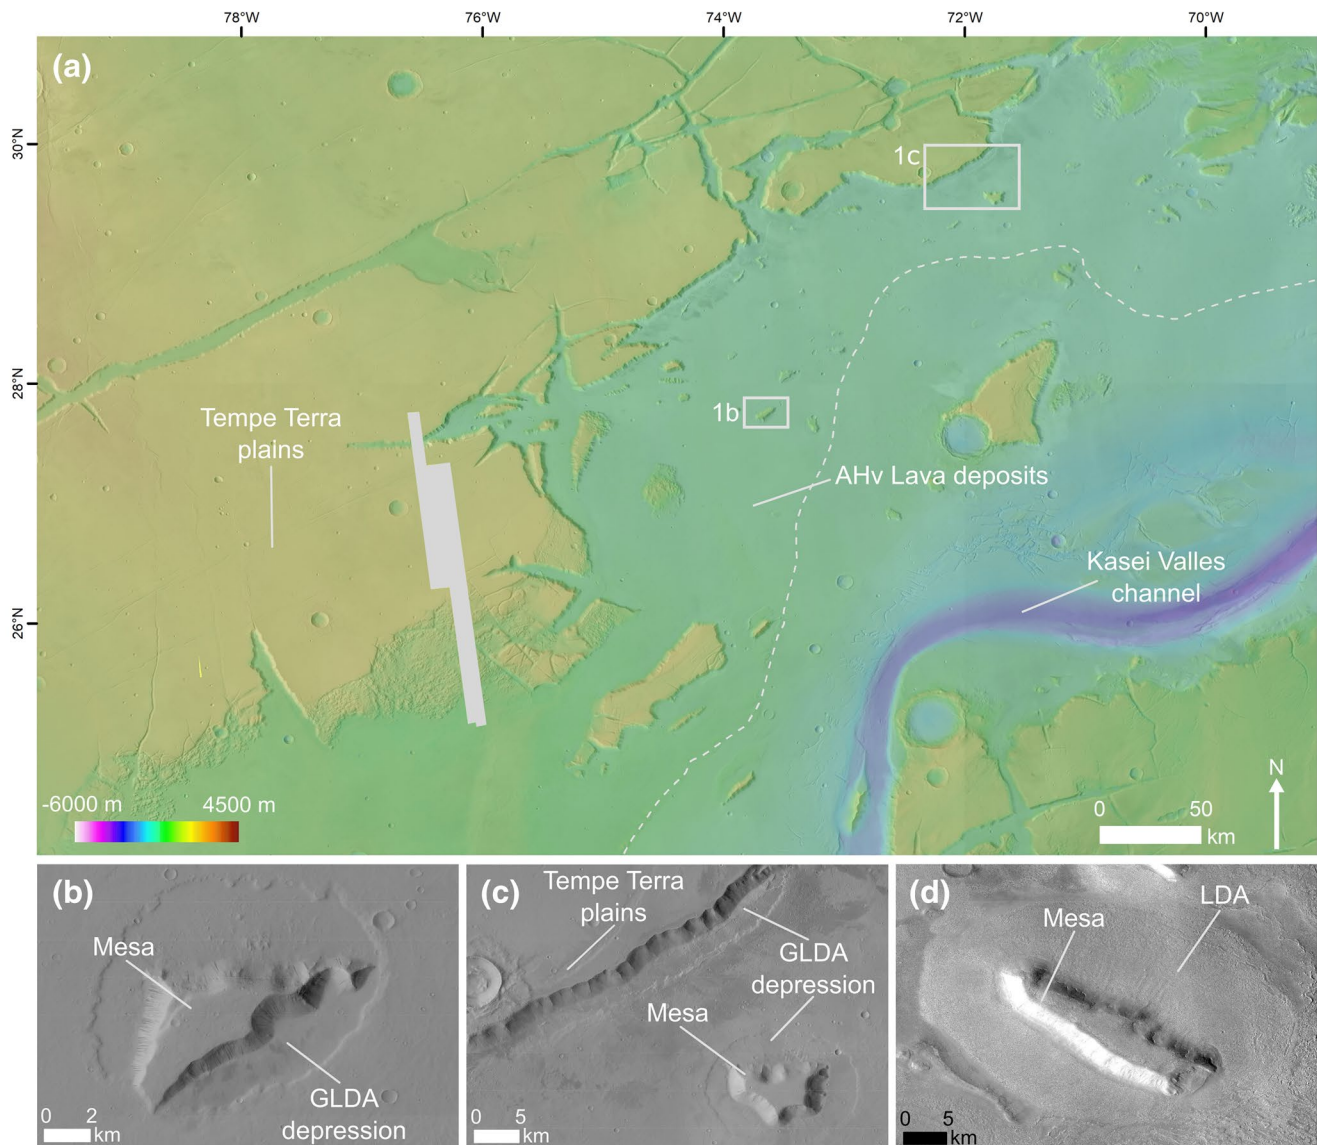 78°W 76°W 74°W 72°W 70°W
(a)
30°N
1c
28°N
Tempe Terra
plains
1b
AHv Lava deposits
Kasei Valles
channel
26°N
-6000 m 4500 m
0 50
km
N
(b)
Mesa
GLDA
depression
0 2
km
(c)
Tempe Terra
plains
GLDA
depression
Mesa
0 5
km
(d)
Mesa
LDA
0 5
km